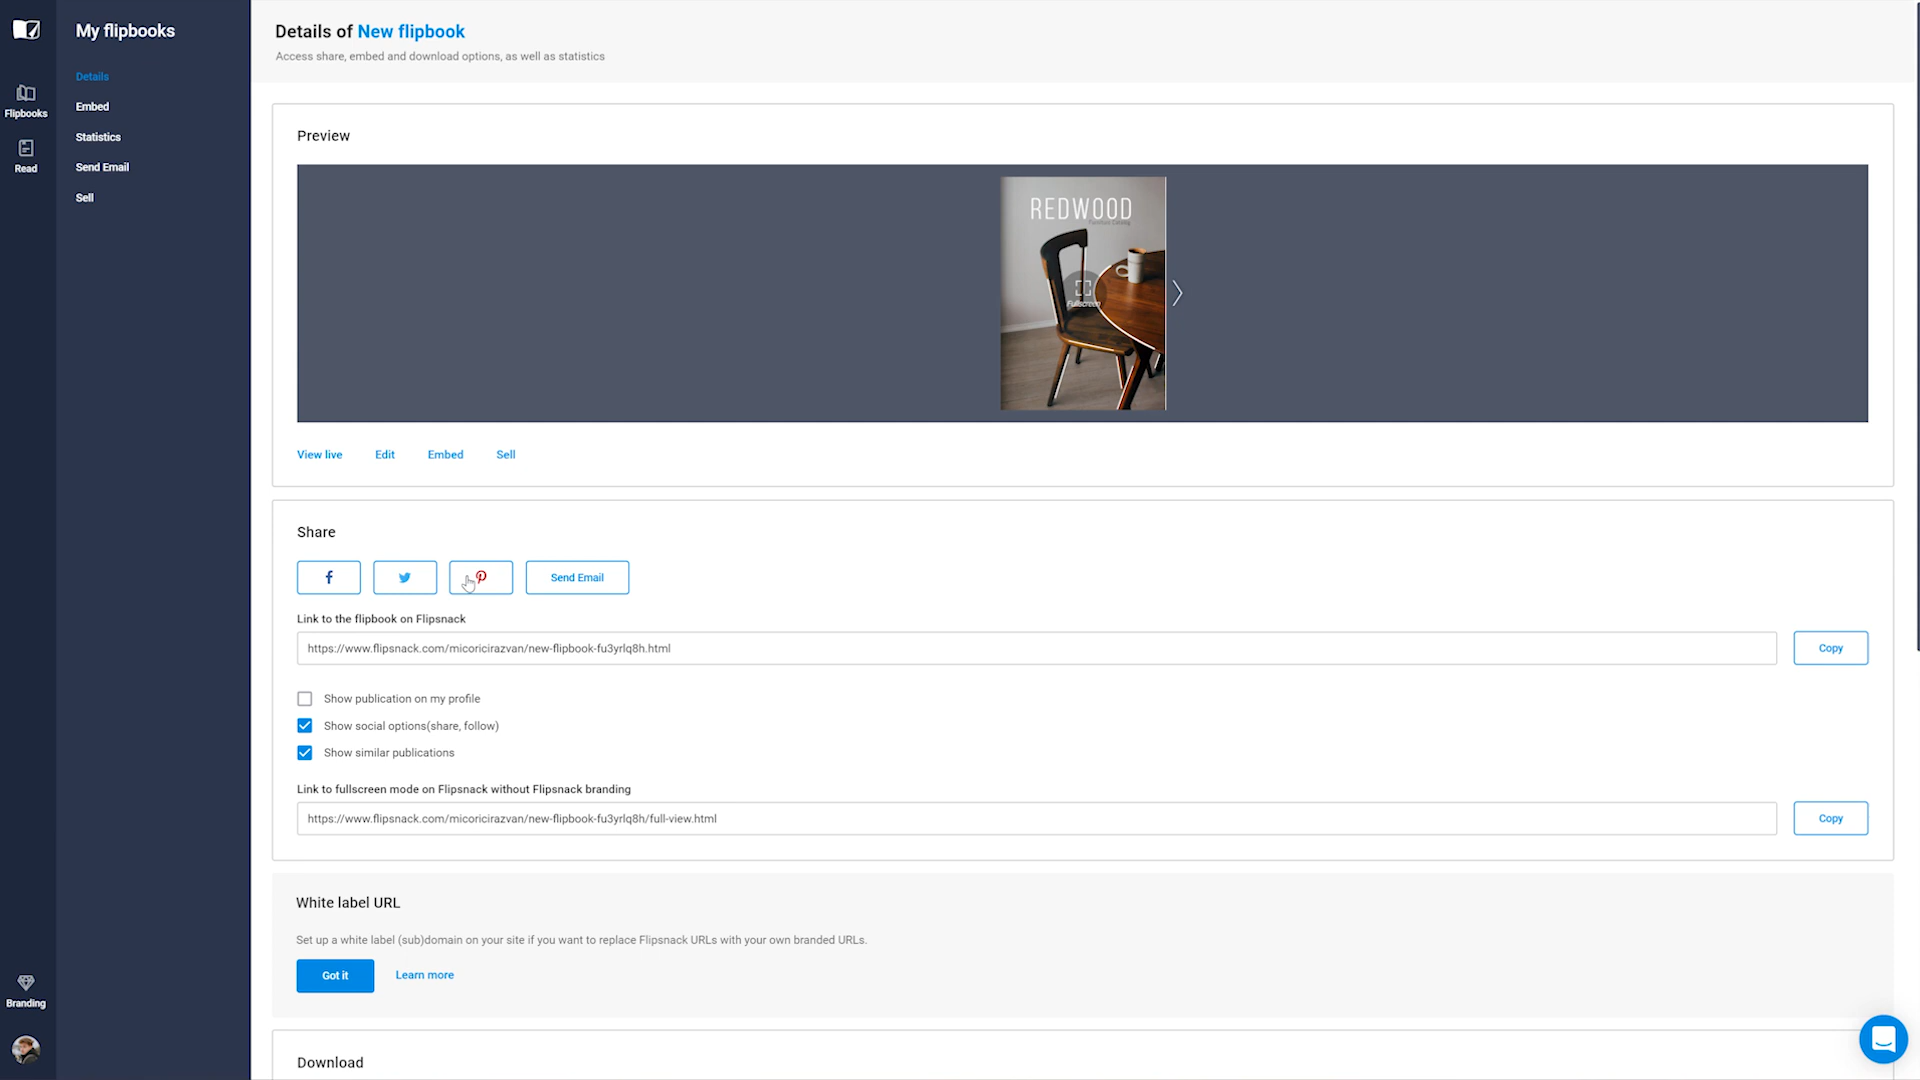 My flipbooks
Details
Embed
Statistics
Send Email
Sell
Flipbooks
Read
Branding
Details of New flipbook
Access share, embed and download options, as well as statistics
Preview
REDWOOD
Furniture Catalog
Fullscreen
View live
Edit
Embed
Sell
Share
Send Email
Link to the flipbook on Flipsnack
https://www.flipsnack.com/micoricirazvan/new-flipbook-fu3yrlq8h.html
Copy
Show publication on my profile
Show social options(share, follow)
Show similar publications
Link to fullscreen mode on Flipsnack without Flipsnack branding
https://www.flipsnack.com/micoricirazvan/new-flipbook-fu3yrlq8h/full-view.html
Copy
White label URL
Set up a white label (sub)domain on your site if you want to replace Flipsnack URLs with your own branded URLs.
Got it
Learn more
Download